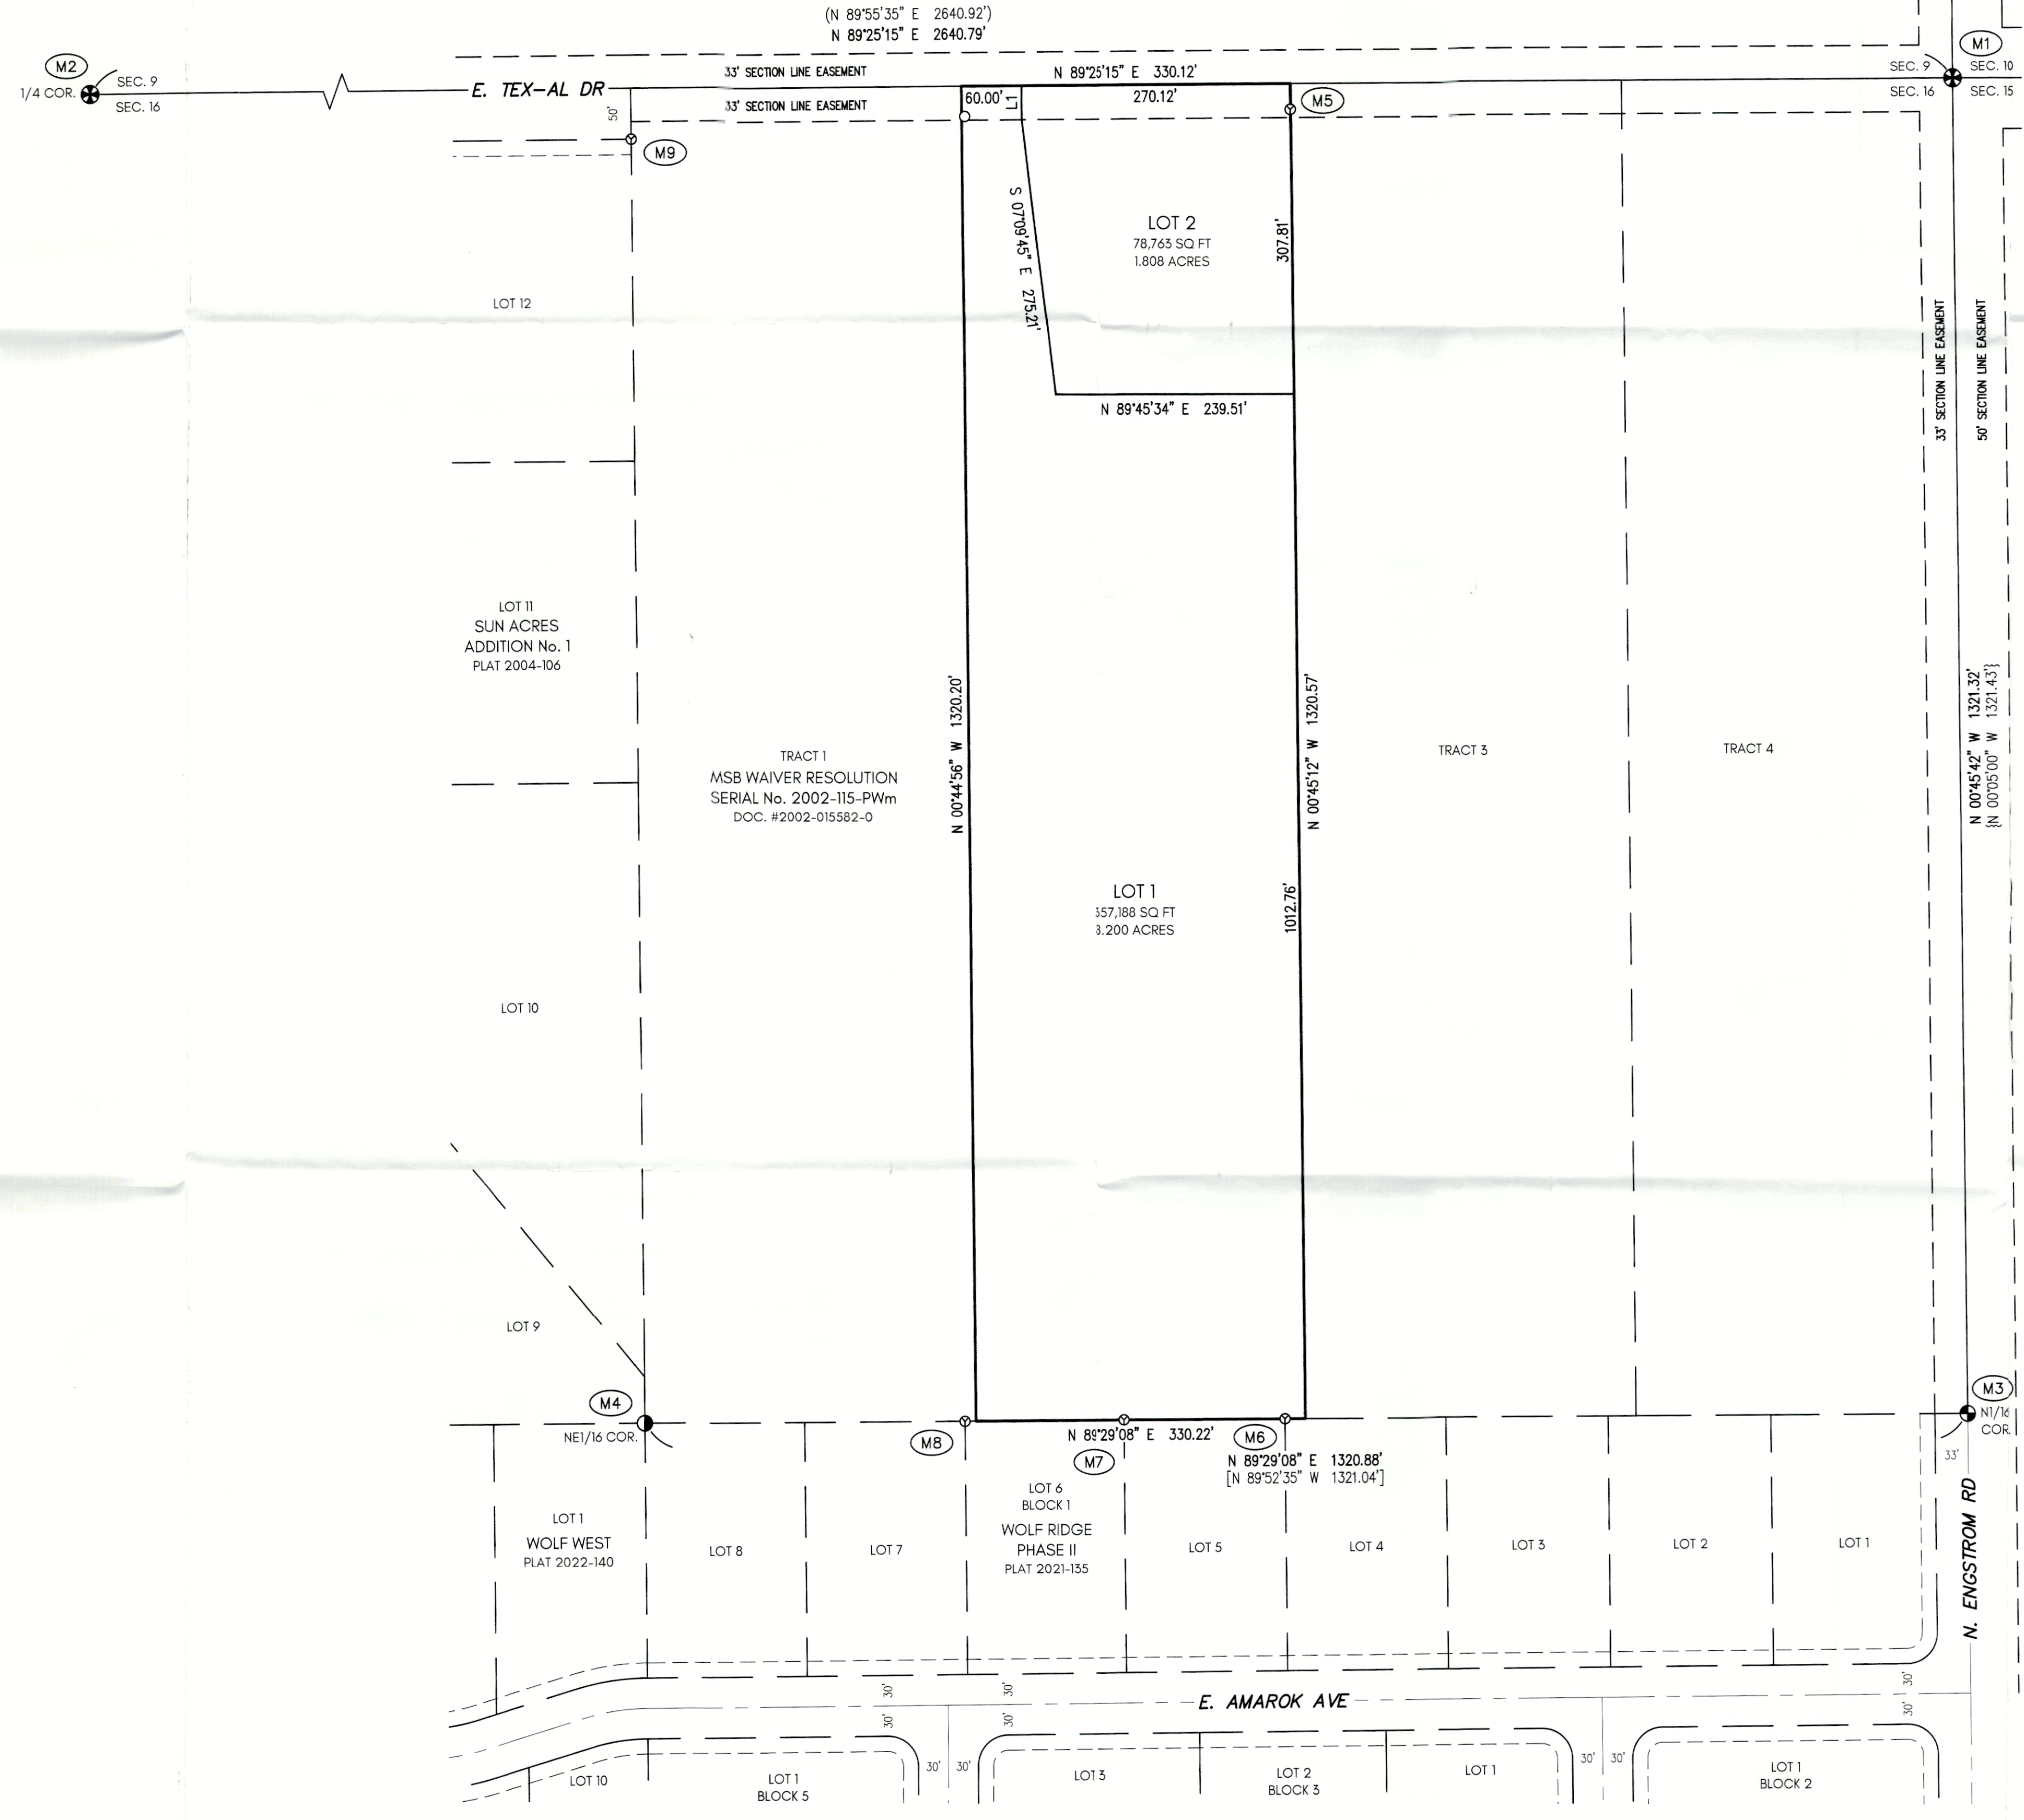 (N 89°55'35" E 2640.92')
N 89°25'15" E 2640.79'
M2
1/4 COR.
SEC. 9
SEC. 16
E. TEX-AL DR
33' SECTION LINE EASEMENT
33' SECTION LINE EASEMENT
N 89°25'15" E 330.12'
60.00'
L1
270.12'
M5
M1
SEC. 9
SEC. 10
SEC. 16
SEC. 15
50'
M9
S 07°09'45" E 275.21'
LOT 2
78,763 SQ FT
1.808 ACRES
307.81'
N 89°45'34" E 239.51'
LOT 12
33' SECTION LINE EASEMENT
50' SECTION LINE EASEMENT
LOT 11
SUN ACRES
ADDITION No. 1
PLAT 2004-106
TRACT 1
MSB WAIVER RESOLUTION
SERIAL No. 2002-115-PWm
DOC. #2002-015582-0
N 00°44'56" W 1320.20'
N 00°45'12" W 1320.57'
TRACT 3
TRACT 4
N 00°45'42" W 1321.32'
{N 00°05'00" W 1321.43'}
LOT 1
357,188 SQ FT
8.200 ACRES
1012.76'
LOT 10
LOT 9
M4
NE1/16 COR.
M8
N 89°29'08" E 330.22'
M7
M6
N 89°29'08" E 1320.88'
[N 89°52'35" W 1321.04']
M3
N1/16
COR.
33'
N. ENGSTROM RD
LOT 1
WOLF WEST
PLAT 2022-140
LOT 8
LOT 7
LOT 6
BLOCK 1
WOLF RIDGE
PHASE II
PLAT 2021-135
LOT 5
LOT 4
LOT 3
LOT 2
LOT 1
30'
30'
30'
30'
30'
30'
E. AMAROK AVE
LOT 10
LOT 1
BLOCK 5
30'
30'
LOT 3
LOT 2
BLOCK 3
LOT 1
30'
30'
LOT 1
BLOCK 2